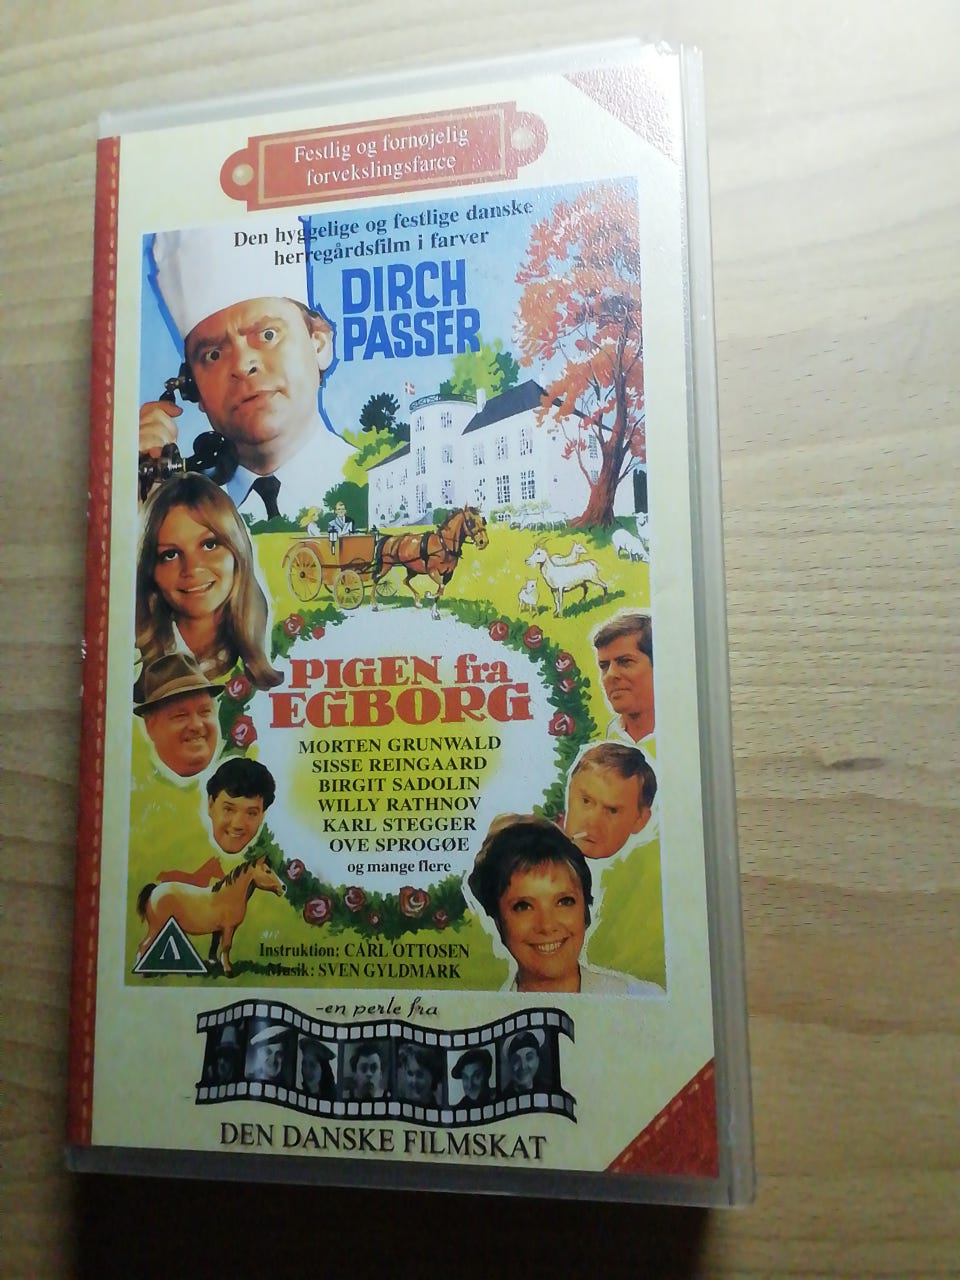 Festlig og fornøjelig
forvekslingsfarce
Den hyggelige og festlige danske
herregårdsfilm i farver
DIRCH
PASSER
PIGEN fra
EGBORG
MORTEN GRUNWALD
SISSE REINGAARD
BIRGIT SADOLIN
WILLY RATHNOV
KARL STEGGER
OVE SPROGØE
og mange flere
Instruktion: CARL OTTOSEN
Musik: SVEN GYLDMARK
A
-en perle fra
DEN DANSKE FILMSKAT